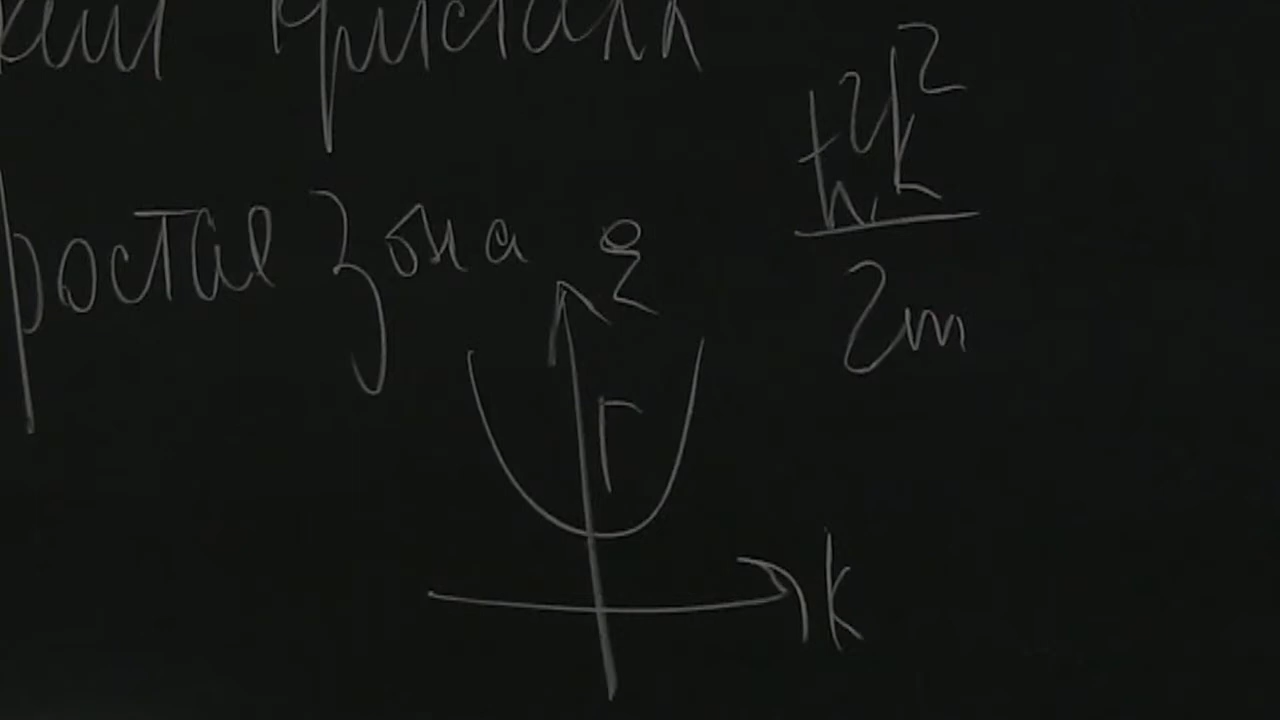 кристалл
ростая зона
ε
ħ²k²
2m
Γ
k